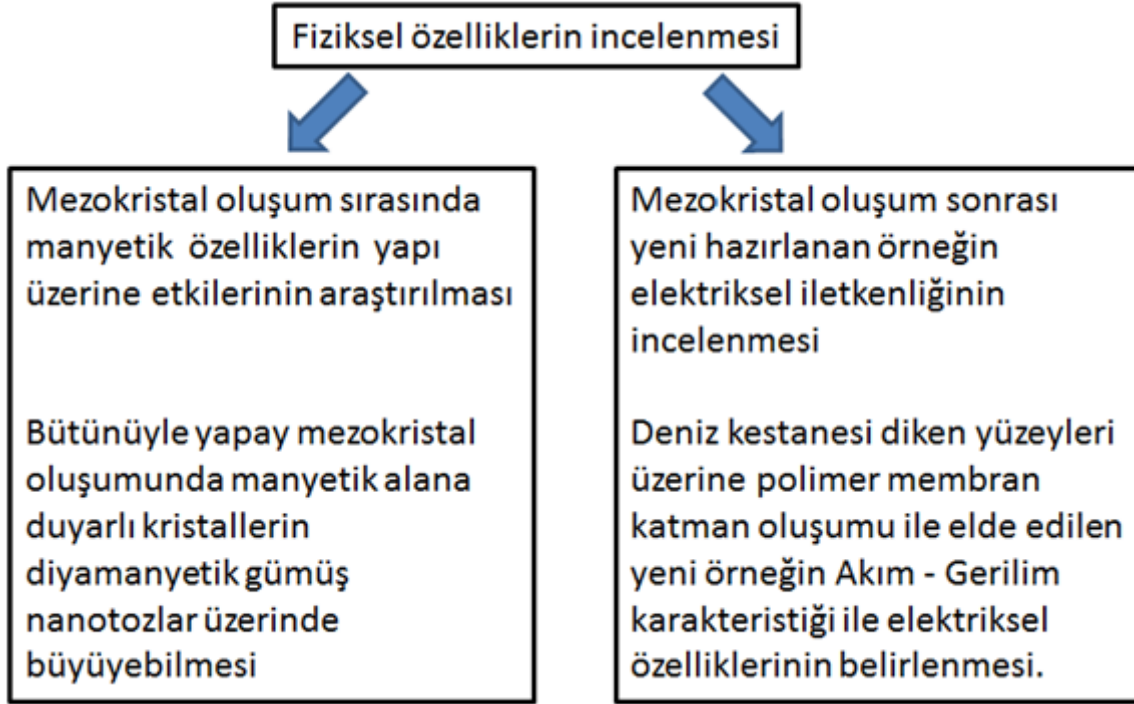 Fiziksel özelliklerin incelenmesi
Mezokristal oluşum sırasında
manyetik özelliklerin yapı
üzerine etkilerinin araştırılması
Bütünüyle yapay mezokristal
oluşumunda manyetik alana
duyarlı kristallerin
diyamanyetik gümüş
nanotozlar üzerinde
büyüyebilmesi
Mezokristal oluşum sonrası
yeni hazırlanan örneğin
elektriksel iletkenliğinin
incelenmesi
Deniz kestanesi diken yüzeyleri
üzerine polimer membran
katman oluşumu ile elde edilen
yeni örneğin Akım - Gerilim
karakteristiği ile elektriksel
özelliklerinin belirlenmesi.